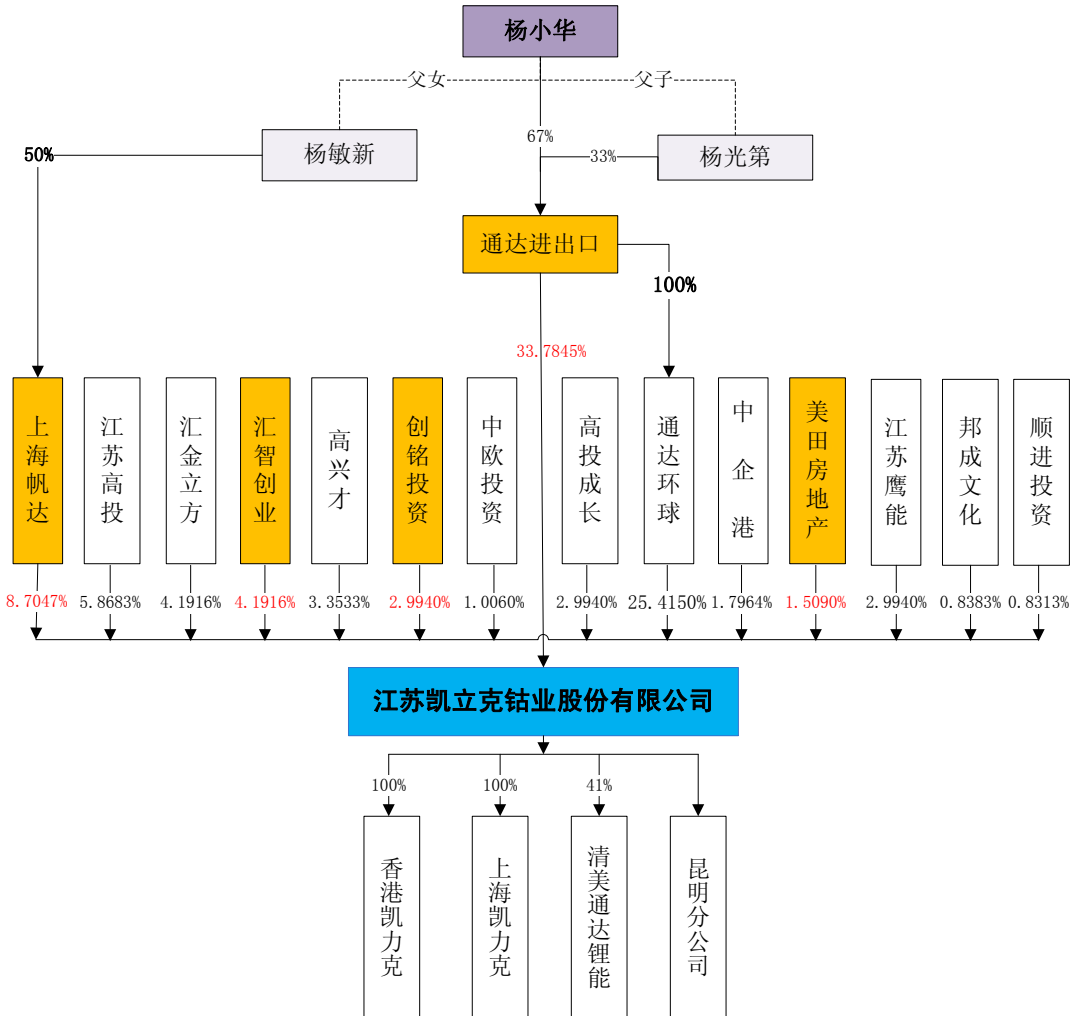 杨小华
父女
父子
67%
50%
杨敏新
33%
杨光第
通达进出口
100%
33.7845%
上海帆达
江苏高投
汇金立方
汇智创业
高兴才
创铭投资
中欧投资
高投成长
通达环球
中企港
美田房地产
江苏鹰能
邦成文化
顺进投资
8.7047%
5.8683%
4.1916%
4.1916%
3.3533%
2.9940%
1.0060%
2.9940%
25.4150%
1.7964%
1.5090%
2.9940%
0.8383%
0.8313%
江苏凯立克钴业股份有限公司
100%
100%
41%
香港凯力克
上海凯力克
清美通达锂能
昆明分公司